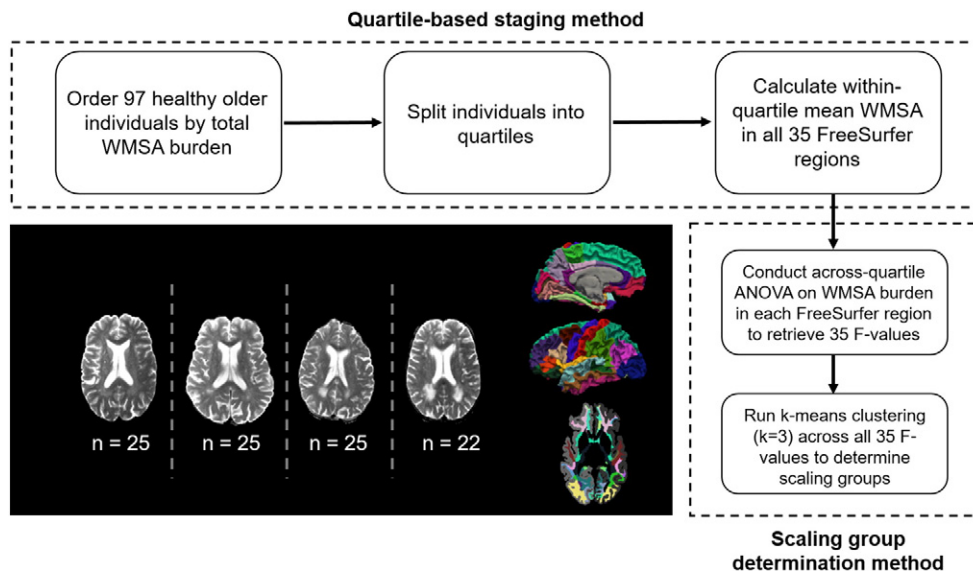 Quartile-based staging method
Order 97 healthy older
individuals by total
WMSA burden
Split individuals into
quartiles
Calculate within-
quartile mean WMSA
in all 35 FreeSurfer
regions
Conduct across-quartile
ANOVA on WMSA burden
in each FreeSurfer region
to retrieve 35 F-values
Run k-means clustering
(k=3) across all 35 F-
values to determine
scaling groups
n = 25
n = 25
n = 25
n = 22
Scaling group
determination method